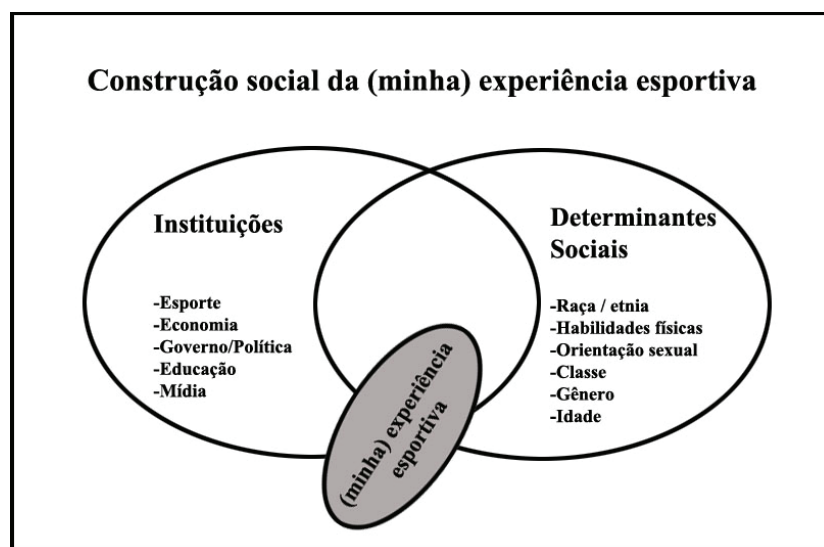 Construção social da (minha) experiência esportiva
Instituições
-Esporte
-Economia
-Governo/Política
-Educação
-Mídia
Determinantes
Sociais
-Raça / etnia
-Habilidades físicas
-Orientação sexual
-Classe
-Gênero
-Idade
(minha) experiência
esportiva